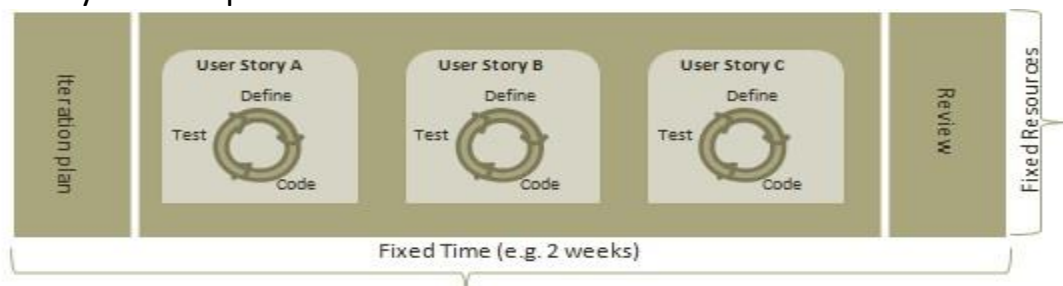 Iteration plan
User Story A
Define
Test
Code
User Story B
Define
Test
Code
User Story C
Define
Test
Code
Review
Fixed Resources
Fixed Time (e.g. 2 weeks)